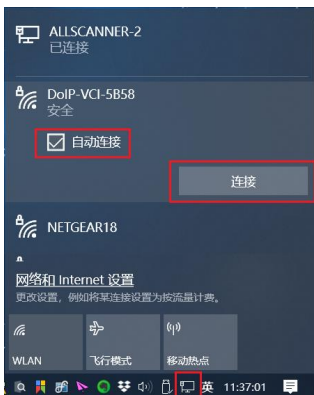 ALLSCANNER-2
已连接
DoIP-VCI-5B58
安全
自动连接
连接
NETGEAR18
网络和 Internet 设置
更改设置，例如将某连接设置为按流量计费。
WLAN
飞行模式
移动热点
英 11:37:01